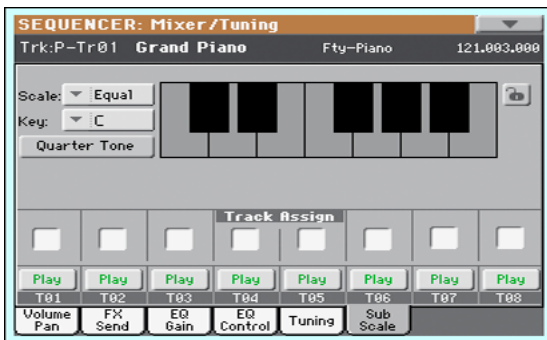 SEQUENCER: Mixer/Tuning
Trk:P-Tr01 Grand Piano Fty-Piano 121.003.000
Scale: Equal
Key: C
Quarter Tone
Track Assign
Play Play Play Play Play Play Play Play
T01 T02 T03 T04 T05 T06 T07 T08
Volume Pan FX Send EQ Gain EQ Control Tuning Sub Scale